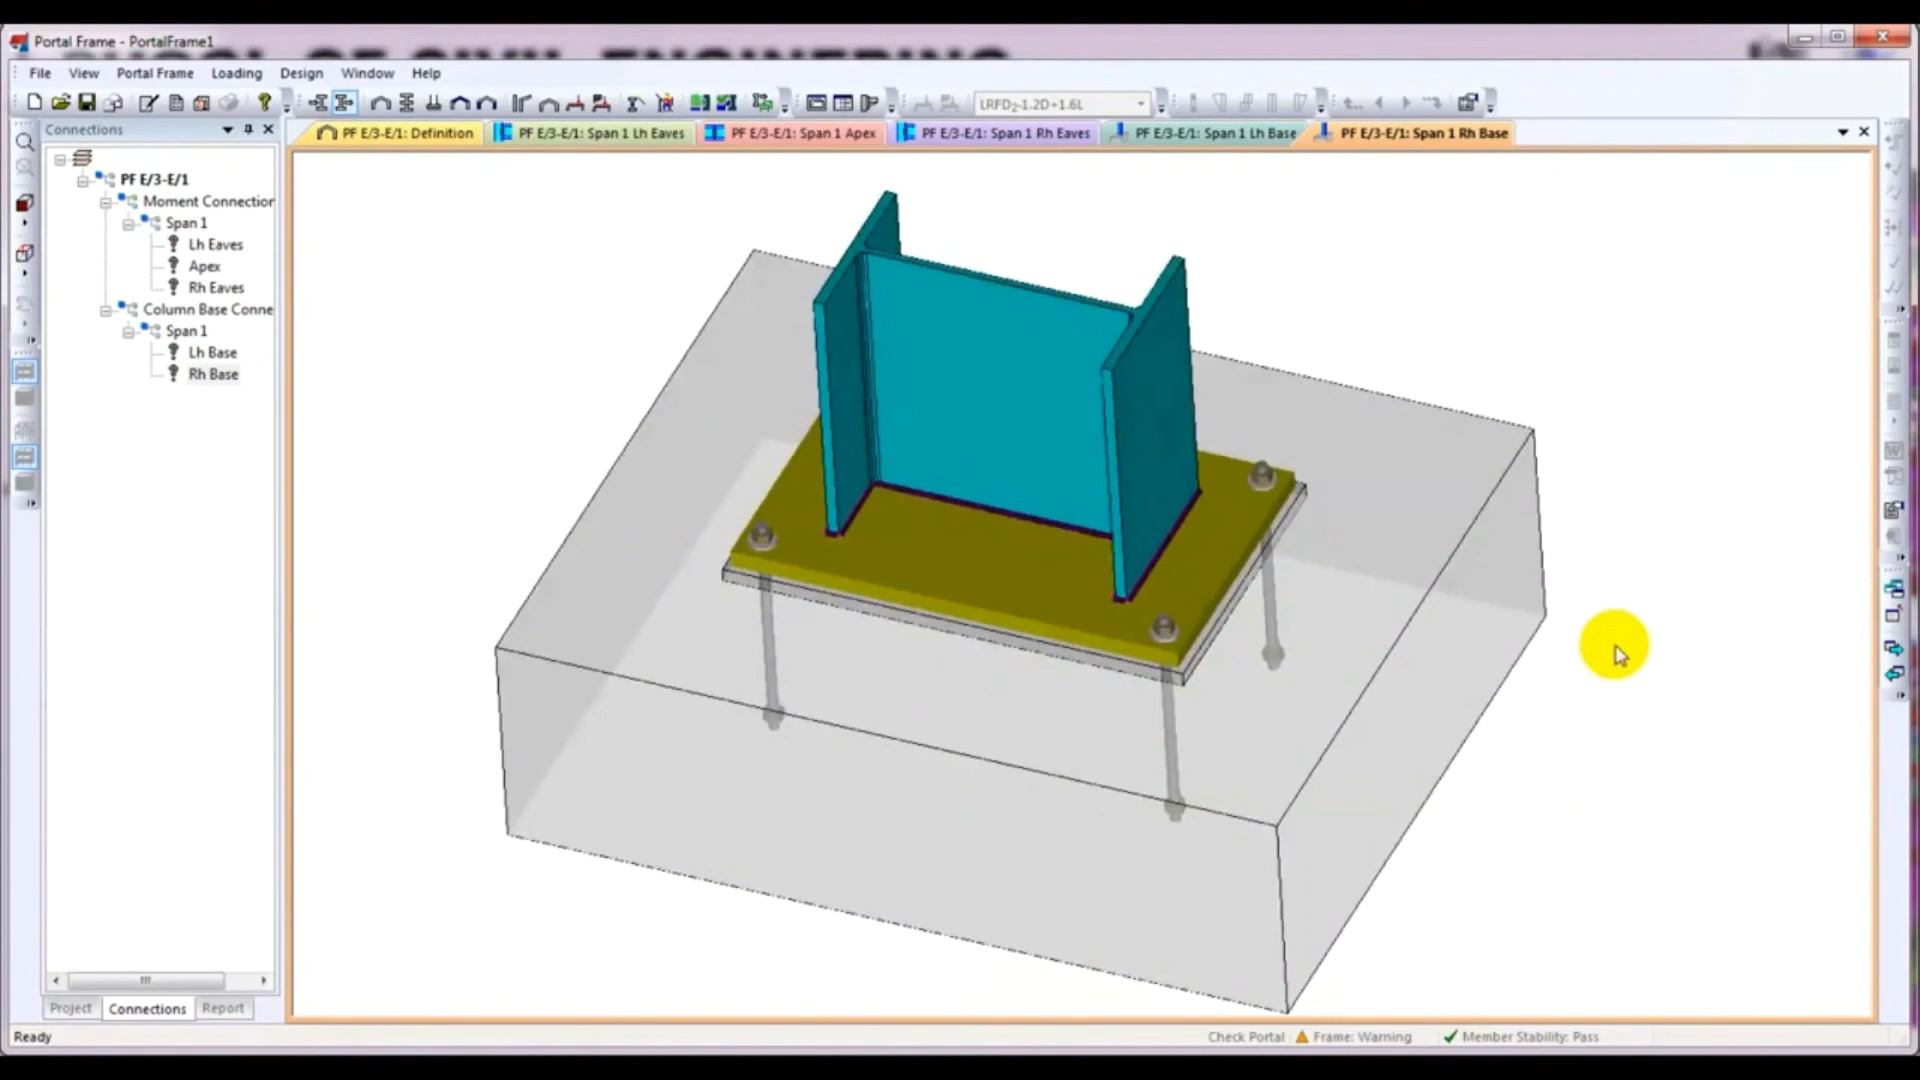 Portal Frame - PortalFrame1
OF CIVIL ENGINEERING
File View Portal Frame Loading Design Window Help
LRFD2-1.2D+1.6L
Connections
PF E/3-E/1: Definition
PF E/3-E/1: Span 1 Lh Eaves
PF E/3-E/1: Span 1 Apex
PF E/3-E/1: Span 1 Rh Eaves
PF E/3-E/1: Span 1 Lh Base
PF E/3-E/1: Span 1 Rh Base
PF E/3-E/1
Moment Connection
Span 1
Lh Eaves
Apex
Rh Eaves
Column Base Conne
Span 1
Lh Base
Rh Base
Project Connections Report
Ready
Check Portal Frame: Warning Member Stability: Pass